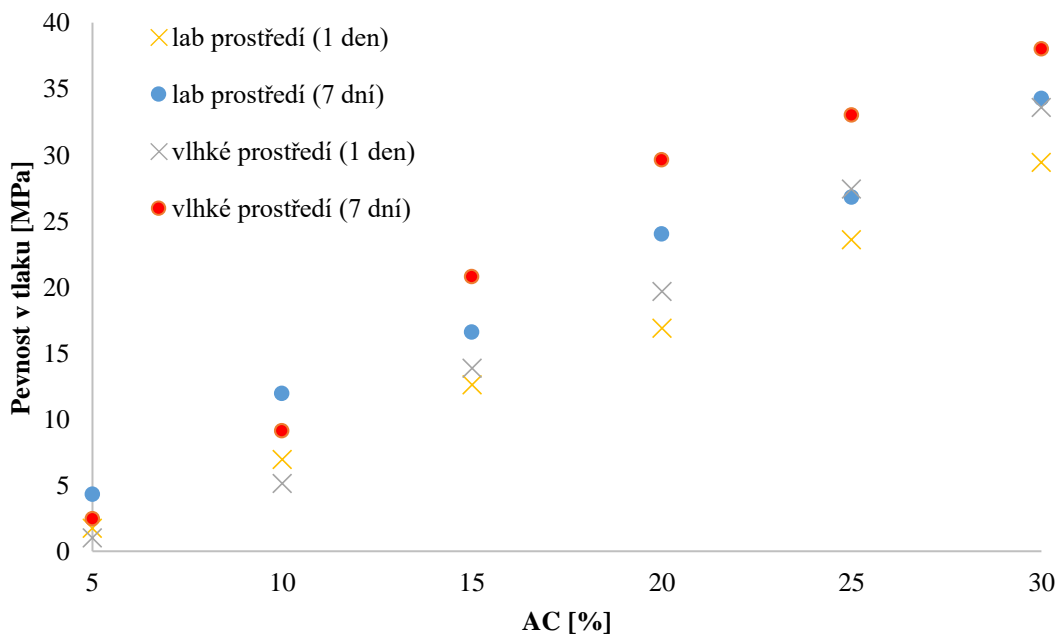 40
35
30
25
20
15
10
5
0
Pevnost v tlaku [MPa]
lab prostředí (1 den)
lab prostředí (7 dní)
vlhké prostředí (1 den)
vlhké prostředí (7 dní)
5 10 15 20 25 30
AC [%]